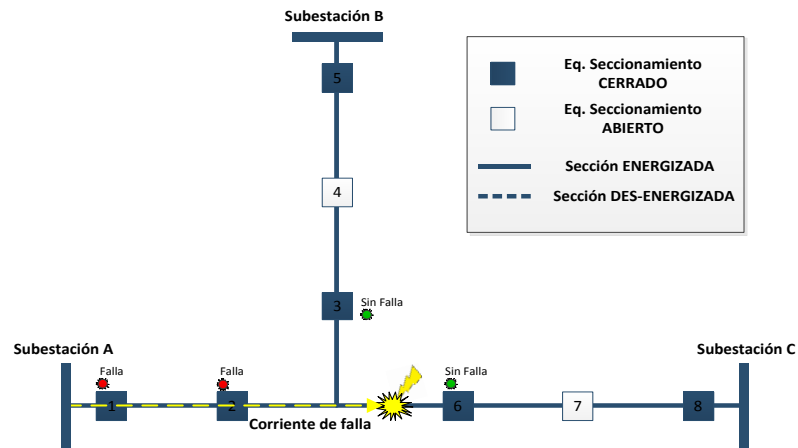 Subestación B
5
Eq. Seccionamiento
CERRADO
Eq. Seccionamiento
ABIERTO
Sección ENERGIZADA
Sección DES-ENERGIZADA
4
3
Sin Falla
Subestación A
Subestación C
Falla
Falla
Sin Falla
1
2
6
7
8
Corriente de falla